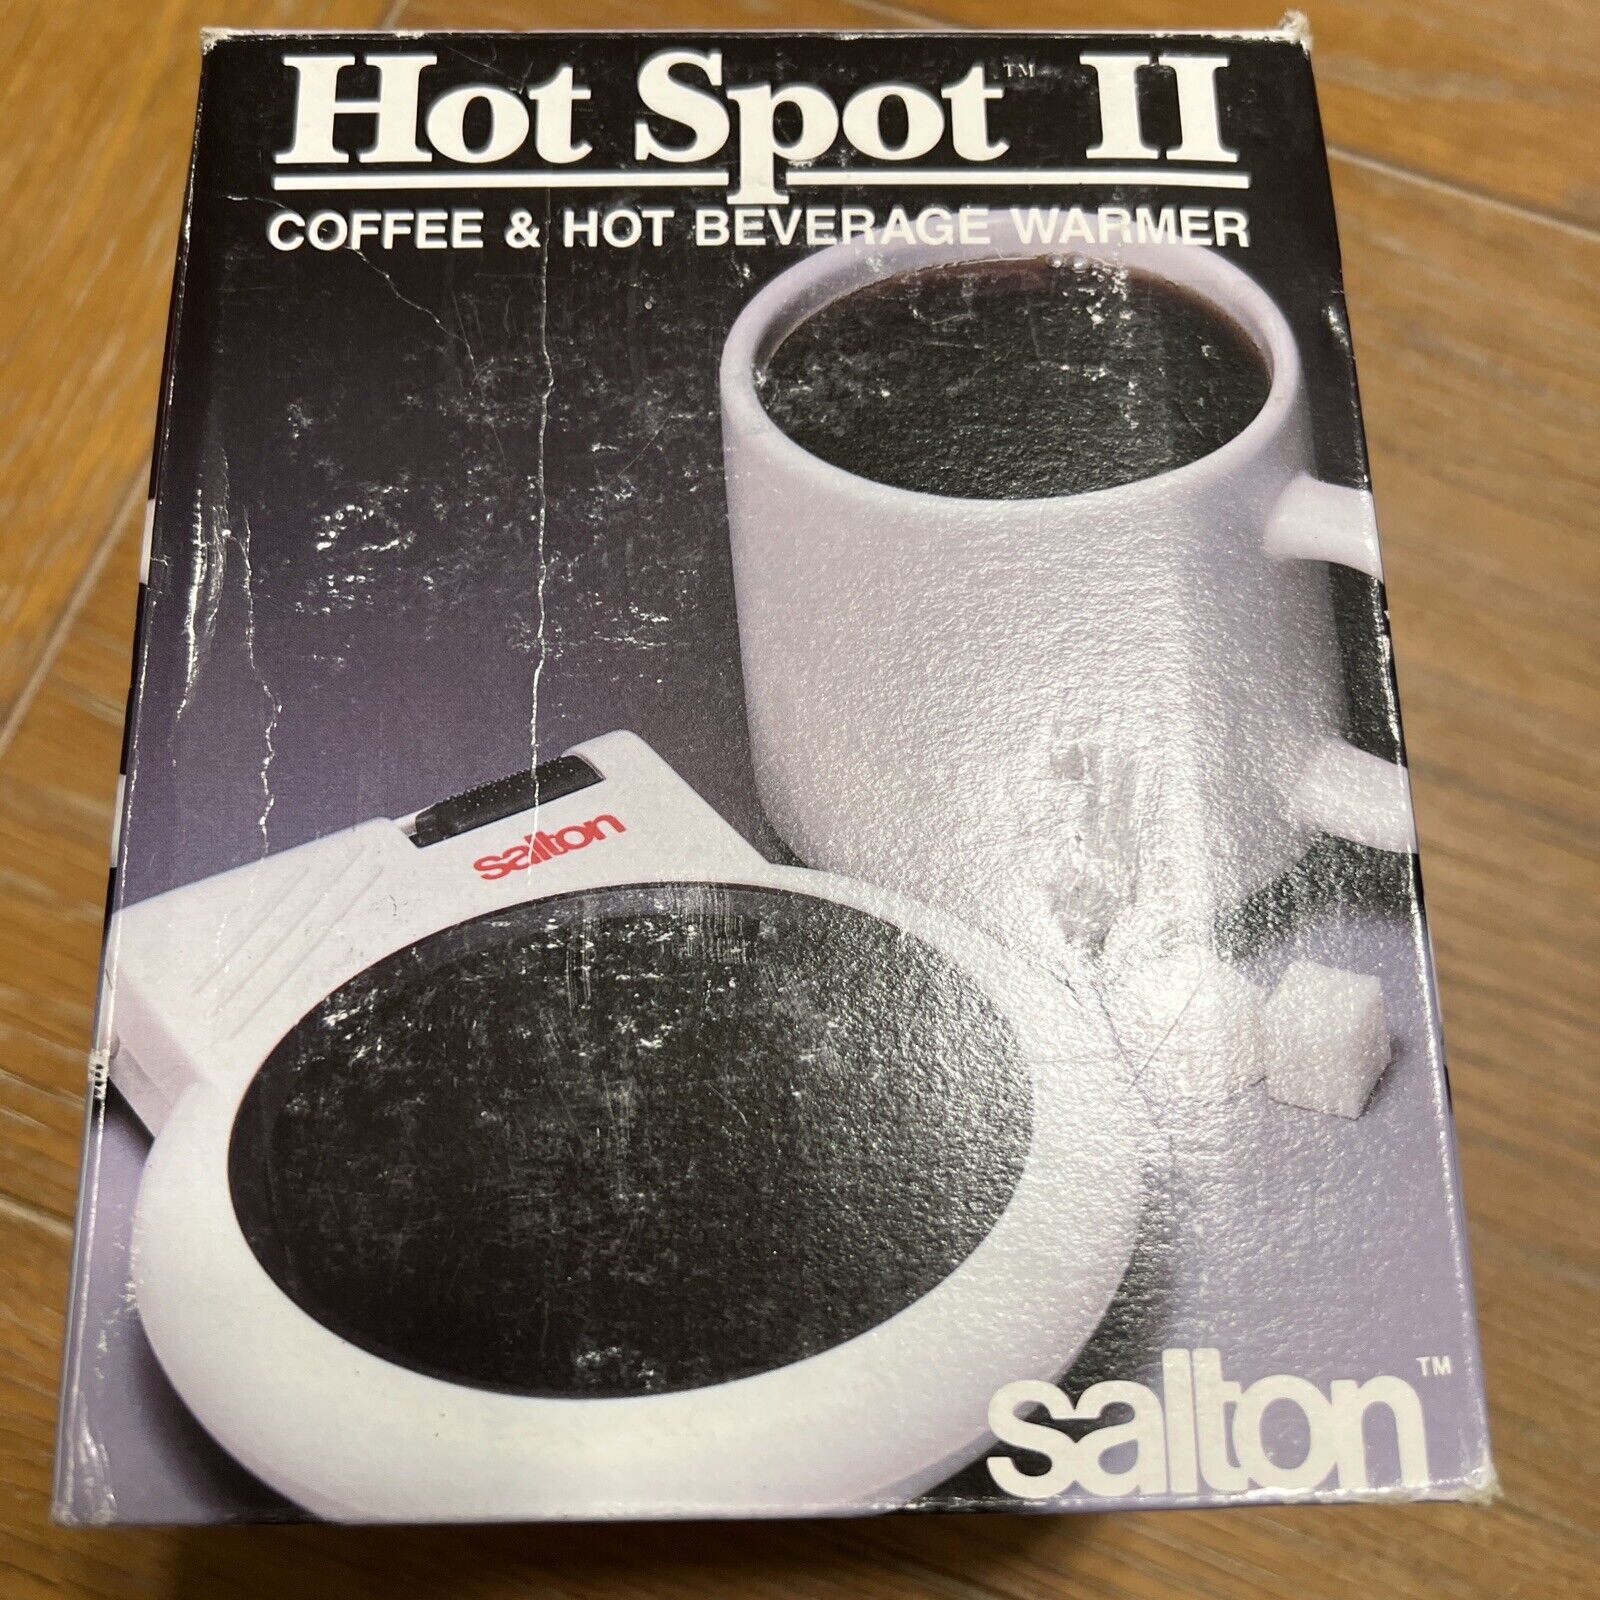 Hot Spot™ II
COFFEE & HOT BEVERAGE WARMER
salton
salton™